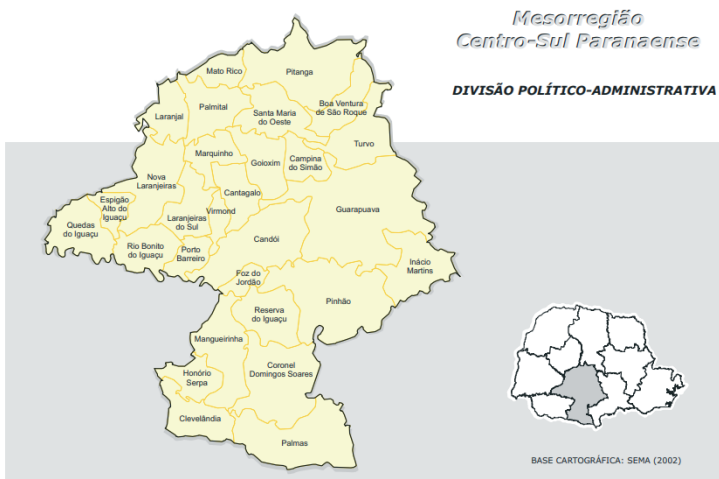 Mesorregião
Centro-Sul Paranaense
DIVISÃO POLÍTICO-ADMINISTRATIVA
Mato Rico
Pitanga
Laranjal
Palmital
Santa Maria
do Oeste
Boa Ventura
de São Roque
Turvo
Marquinho
Goioxim
Campina
do Simão
Nova
Laranjeiras
Cantagalo
Espigão
Alto do
Iguaçu
Quedas
do Iguaçu
Laranjeiras
do Sul
Virmond
Guarapuava
Rio Bonito
do Iguaçu
Porto
Barreiro
Candói
Inácio
Martins
Foz do
Jordão
Pinhão
Reserva
do Iguaçu
Mangueirinha
Coronel
Domingos Soares
Honório
Serpa
Clevelândia
Palmas
BASE CARTOGRÁFICA: SEMA (2002)